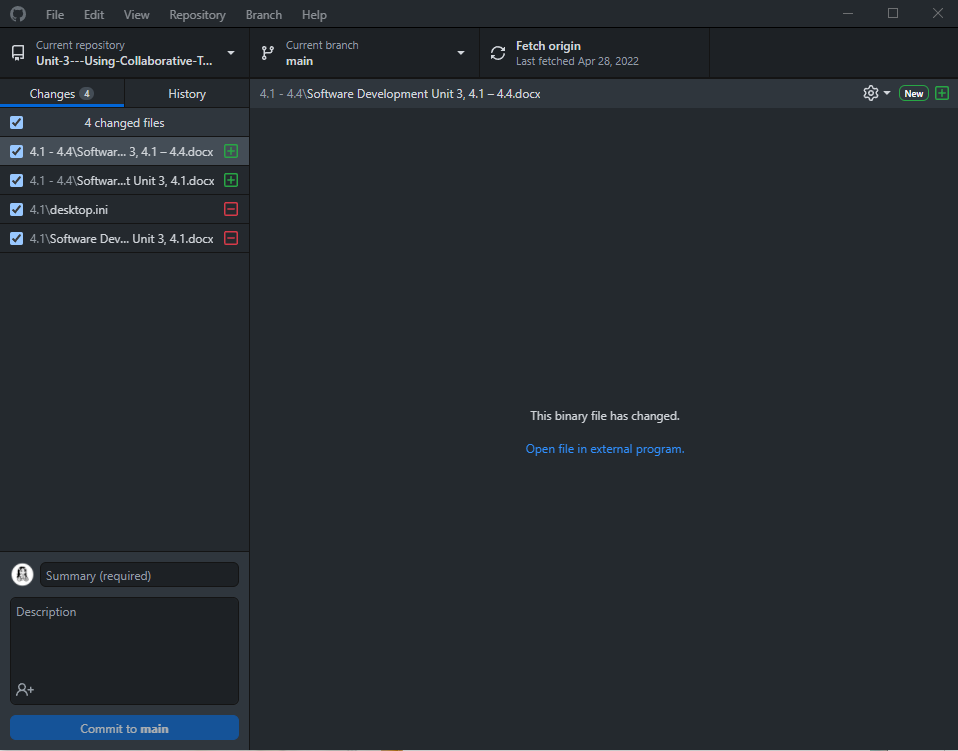 File Edit View Repository Branch Help
Current repository
Unit-3---Using-Collaborative-T...
Current branch
main
Fetch origin
Last fetched Apr 28, 2022
Changes 4
History
4.1 - 4.4\Software Development Unit 3, 4.1 – 4.4.docx
New
4 changed files
4.1 - 4.4\Softwar... 3, 4.1 – 4.4.docx
4.1 - 4.4\Softwar...t Unit 3, 4.1.docx
4.1\desktop.ini
4.1\Software Dev... Unit 3, 4.1.docx
This binary file has changed.
Open file in external program.
Summary (required)
Description
Commit to main